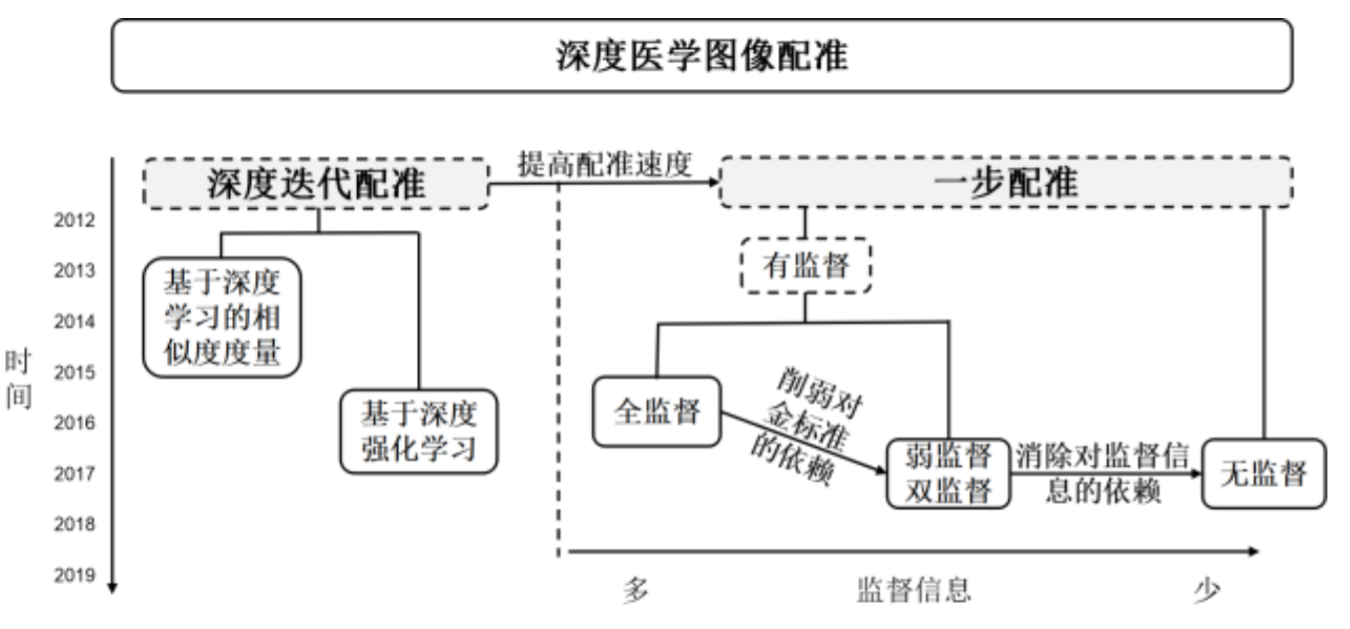 深度医学图像配准
深度迭代配准
提高配准速度
一步配准
2012
2013
2014
2015
2016
2017
2018
2019
时
间
基于深度
学习的相
似度度量
基于深度
强化学习
有监督
全监督
削弱对
金标准
的依赖
弱监督
双监督
消除对监督信
息的依赖
无监督
多
监督信息
少